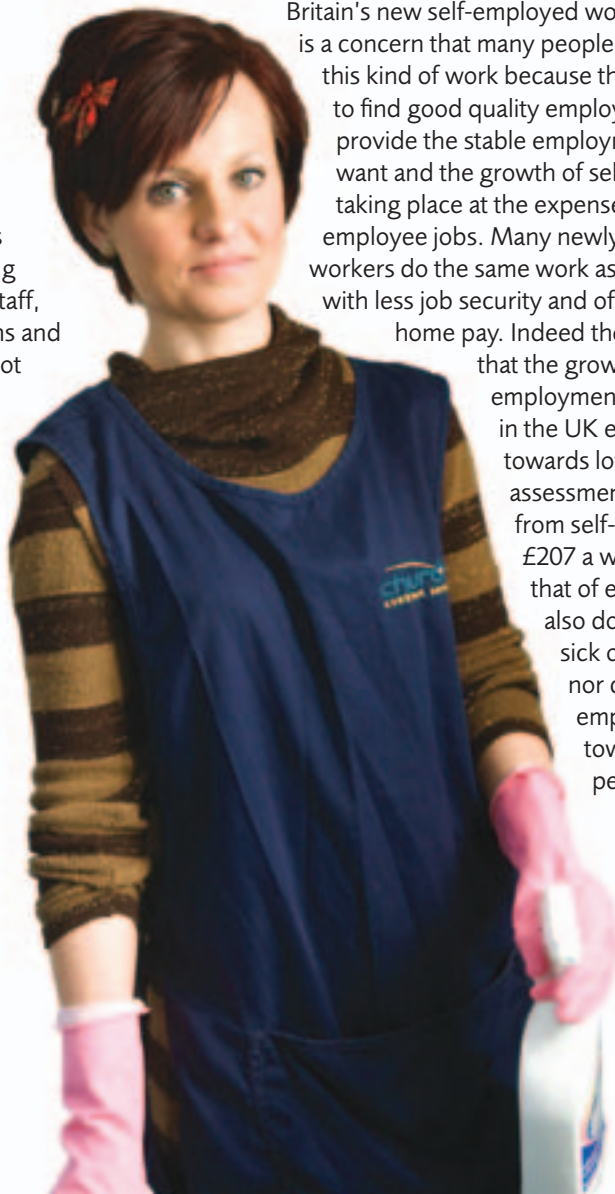 s
g
taff,
ns and
ot
Britain's new self-employed wo
is a concern that many people
this kind of work because th
to find good quality employ
provide the stable employm
want and the growth of sel
taking place at the expense
employee jobs. Many newly
workers do the same work as
with less job security and of
home pay. Indeed the
that the grow
employmen
in the UK e
towards lo
assessmen
from self-
£207 a w
that of e
also do
sick o
nor c
emp
tow
pe